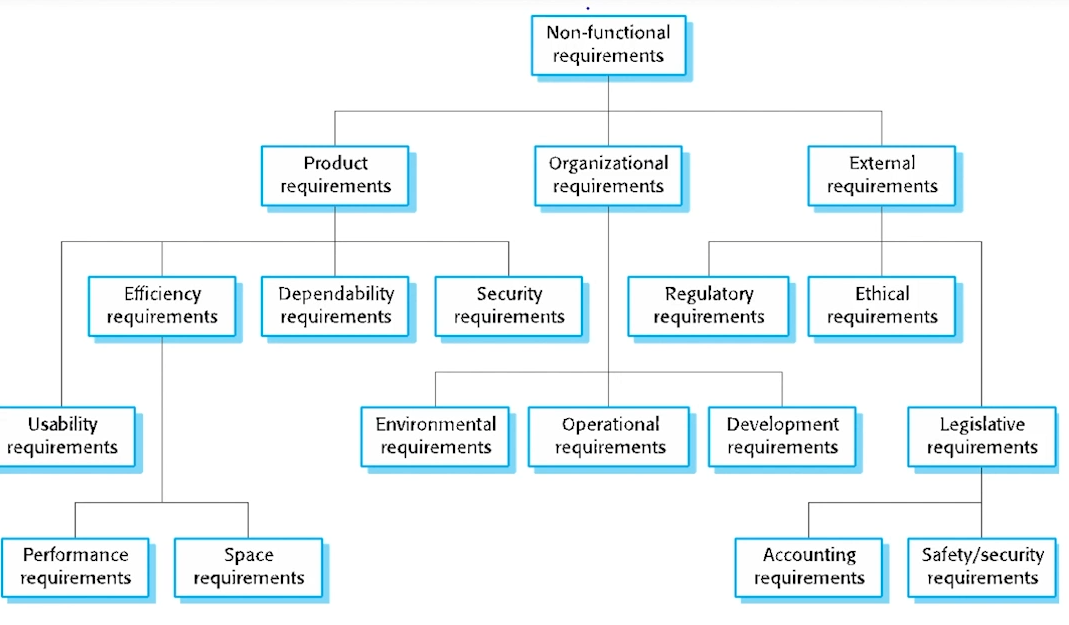 Non-functional
requirements
Product
requirements
Organizational
requirements
External
requirements
Efficiency
requirements
Dependability
requirements
Security
requirements
Regulatory
requirements
Ethical
requirements
Usability
requirements
Environmental
requirements
Operational
requirements
Development
requirements
Legislative
requirements
Performance
requirements
Space
requirements
Accounting
requirements
Safety/security
requirements